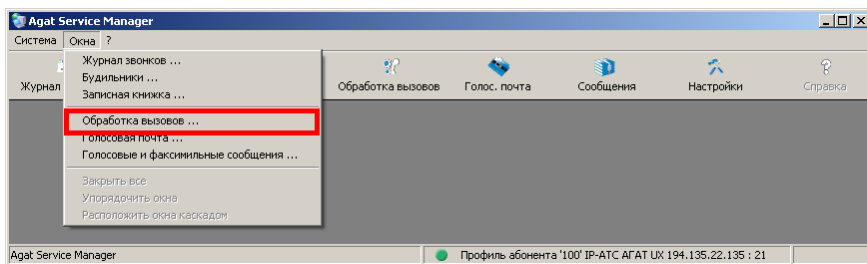 Agat Service Manager
Система Окна ?
Журнал Обработка вызовов Голос. почта Сообщения Настройки Справка
Журнал звонков ...
Будильники ...
Записная книжка ...
Обработка вызовов ...
Голосовая почта ...
Голосовые и факсимильные сообщения ...
Закрыть все
Упорядочить окна
Расположить окна каскадом
Agat Service Manager Профиль абонента '100' IP-АТС АГАТ UX 194.135.22.135 : 21